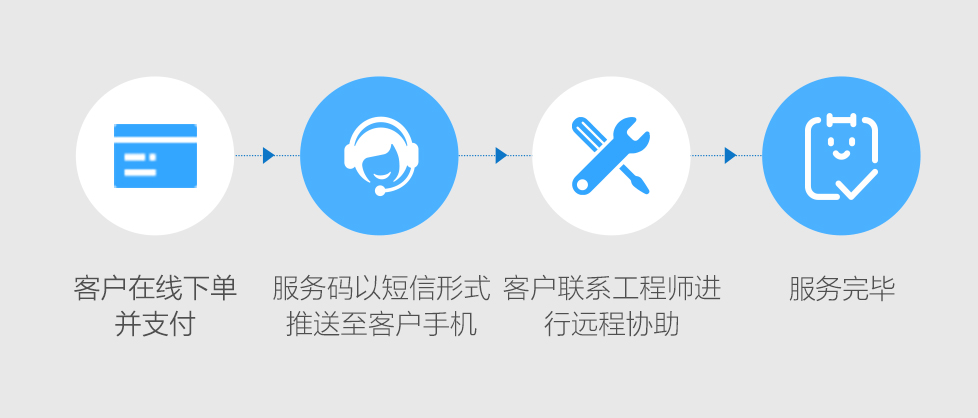 客户在线下单
并支付
服务码以短信形式
推送至客户手机
客户联系工程师进
行远程协助
服务完毕